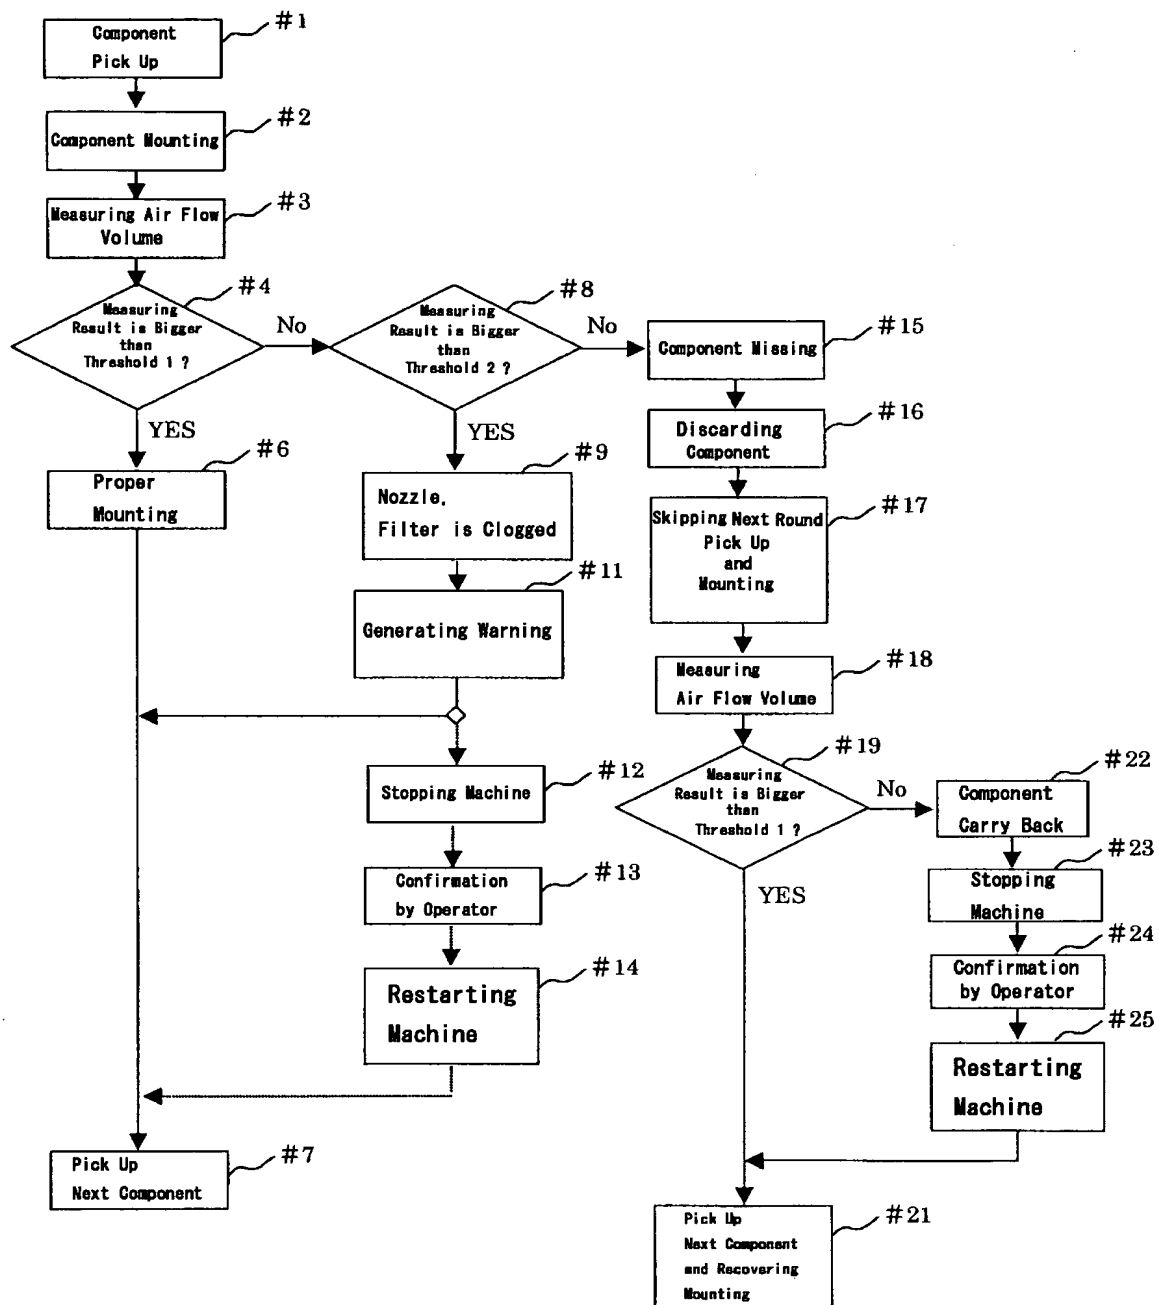 Component
Pick Up
#1
Component Mounting
#2
Measuring Air Flow
Volume
#3
Measuring
Result is Bigger
than
Threshold 1 ?
#4
No
YES
Measuring
Result is Bigger
than
Threshold 2 ?
#8
No
YES
Component Missing
#15
Discarding
Component
#16
Proper
Mounting
#6
Nozzle,
Filter is Clogged
#9
Skipping Next Round
Pick Up
and
Mounting
#17
Generating Warning
#11
Measuring
Air Flow Volume
#18
Stopping Machine
#12
Measuring
Result is Bigger
than
Threshold 1 ?
#19
No
YES
Component
Carry Back
#22
Confirmation
by Operator
#13
Stopping
Machine
#23
Restarting
Machine
#14
Confirmation
by Operator
#24
Restarting
Machine
#25
Pick Up
Next Component
#7
Pick Up
Next Component
and Recovering
Mounting
#21